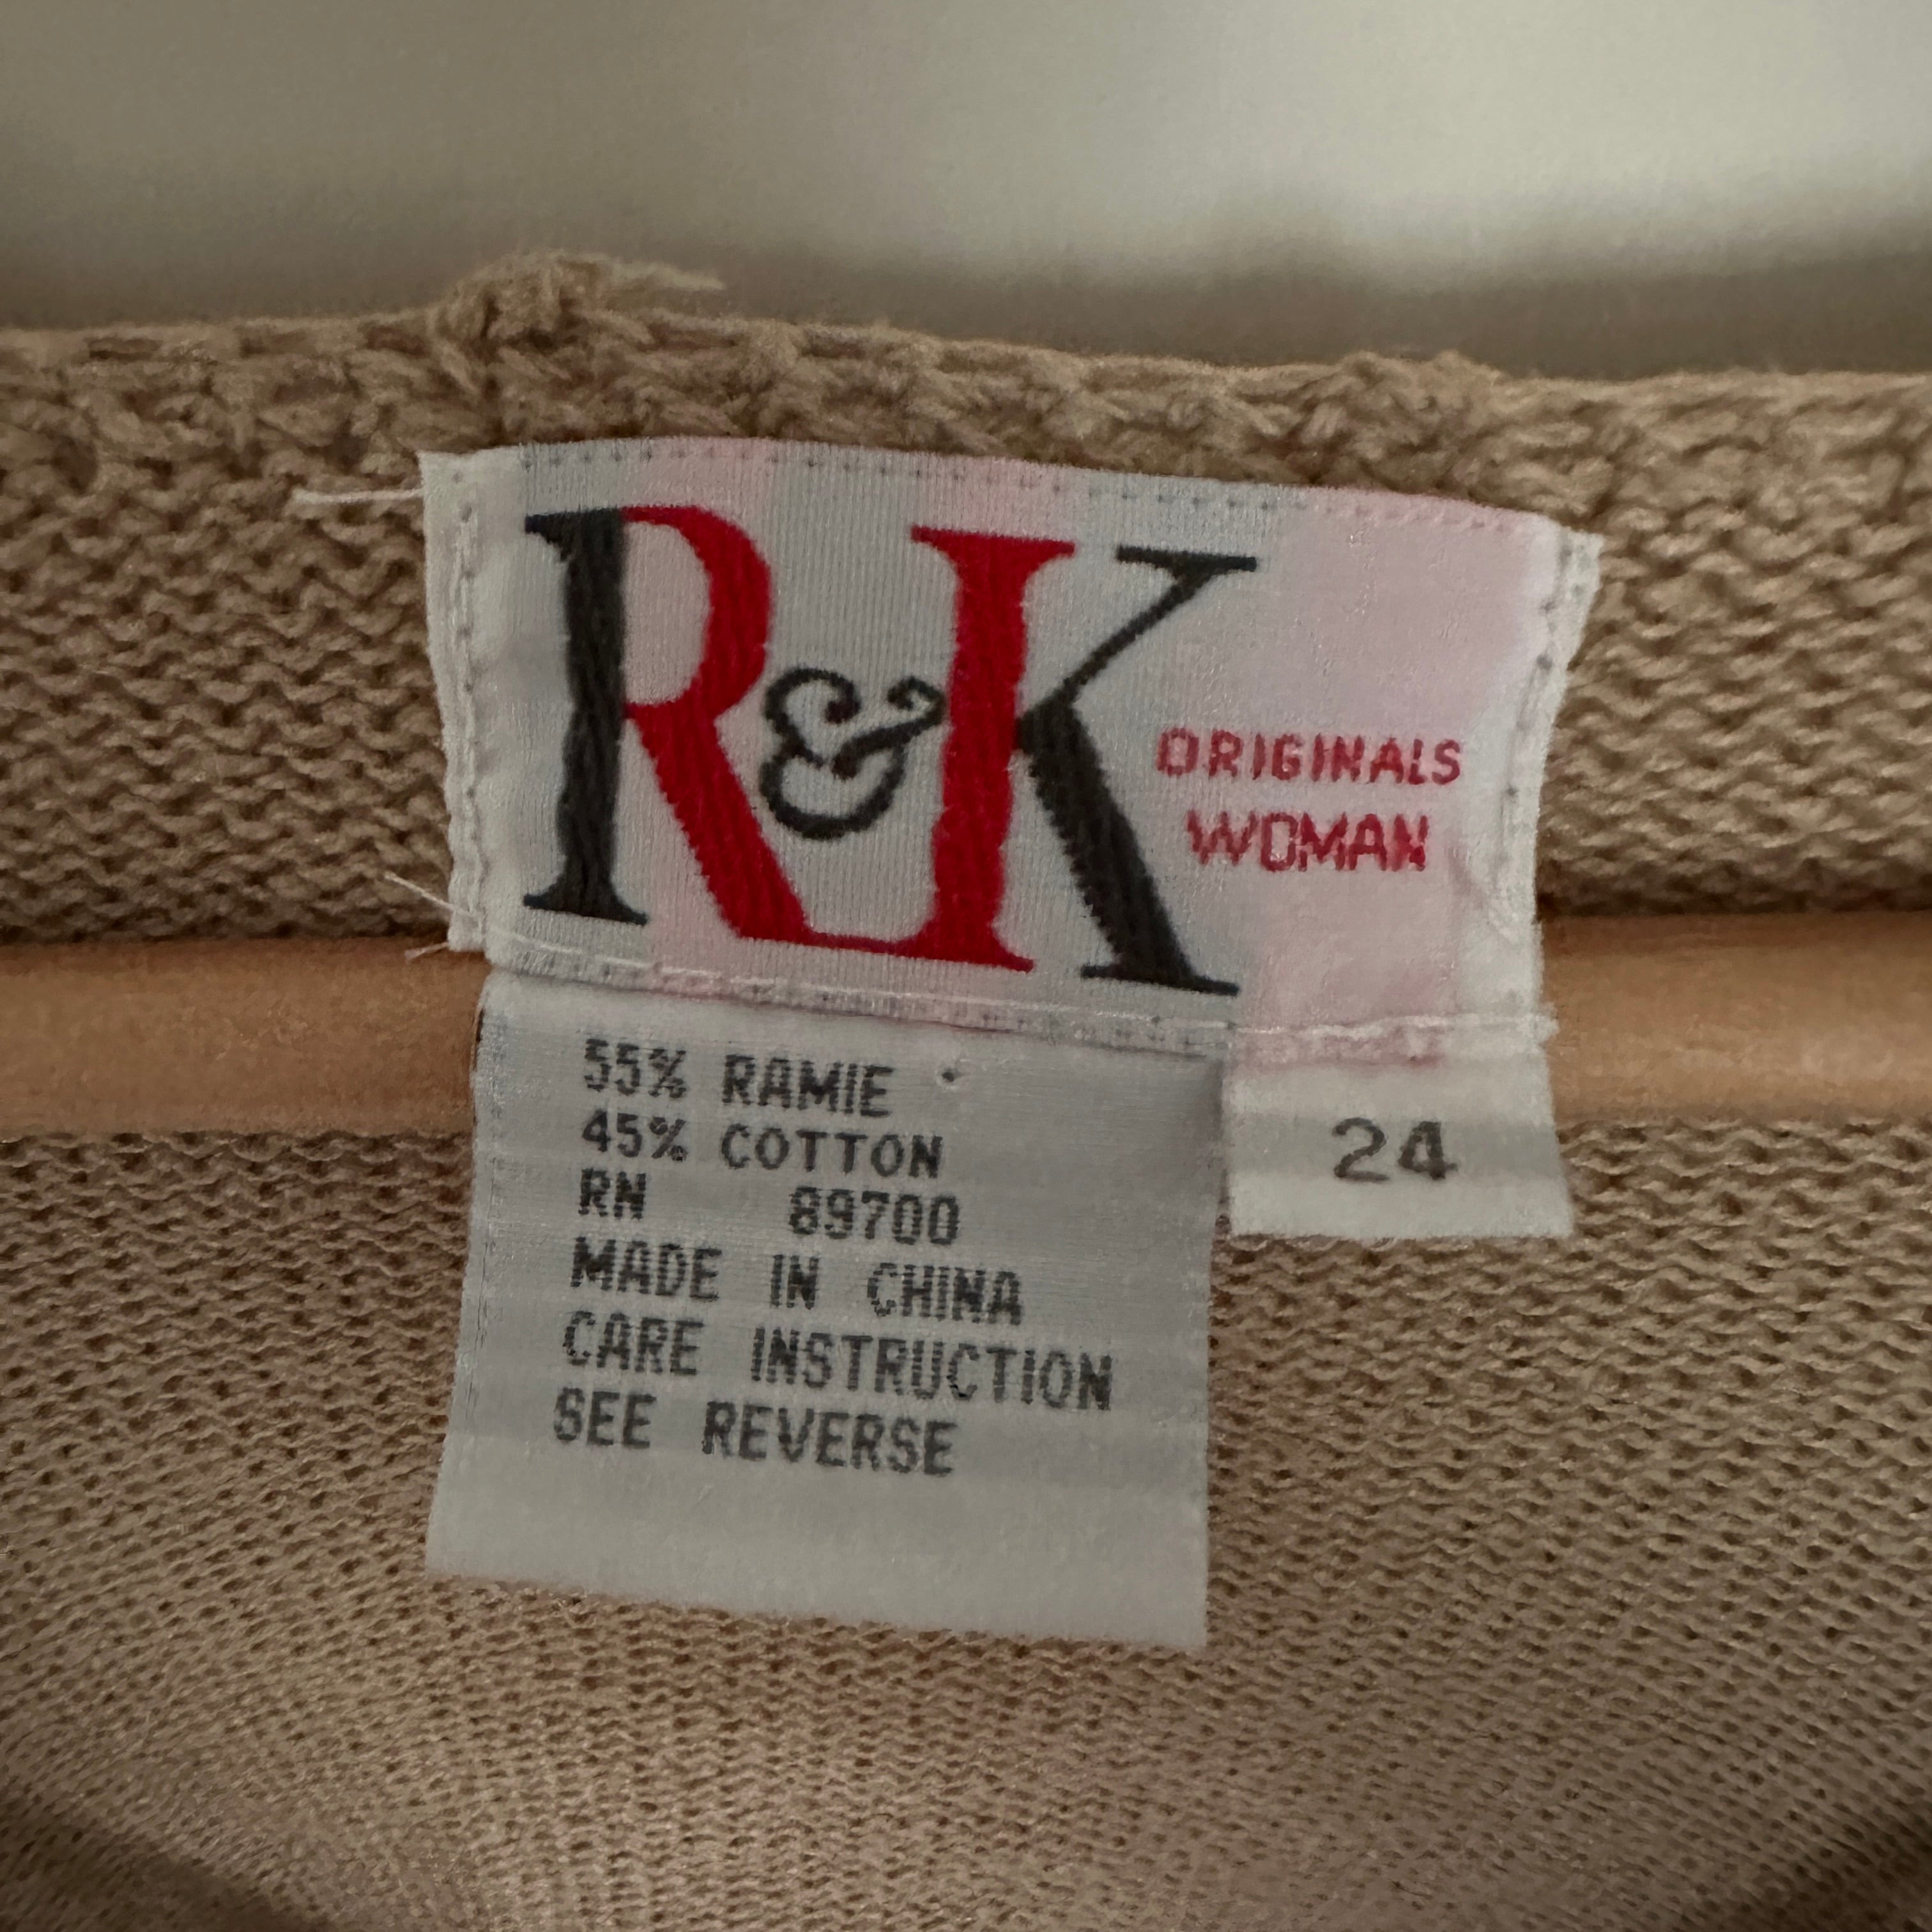 R&K
ORIGINALS
WOMAN
55% RAMIE
45% COTTON
RN 89700
MADE IN CHINA
CARE INSTRUCTION
SEE REVERSE
24